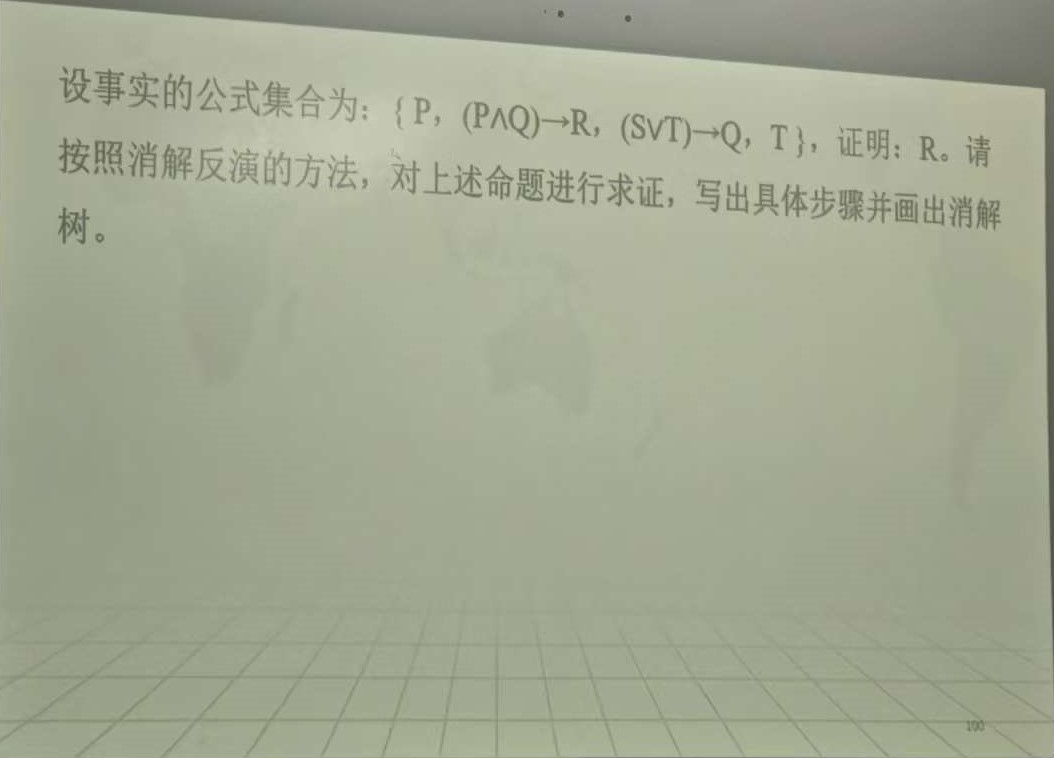 设事实的公式集合为：{ P，(P∧Q)→R，(S∨T)→Q，T }，证明：R。请
按照消解反演的方法，对上述命题进行求证，写出具体步骤并画出消解
树。
100